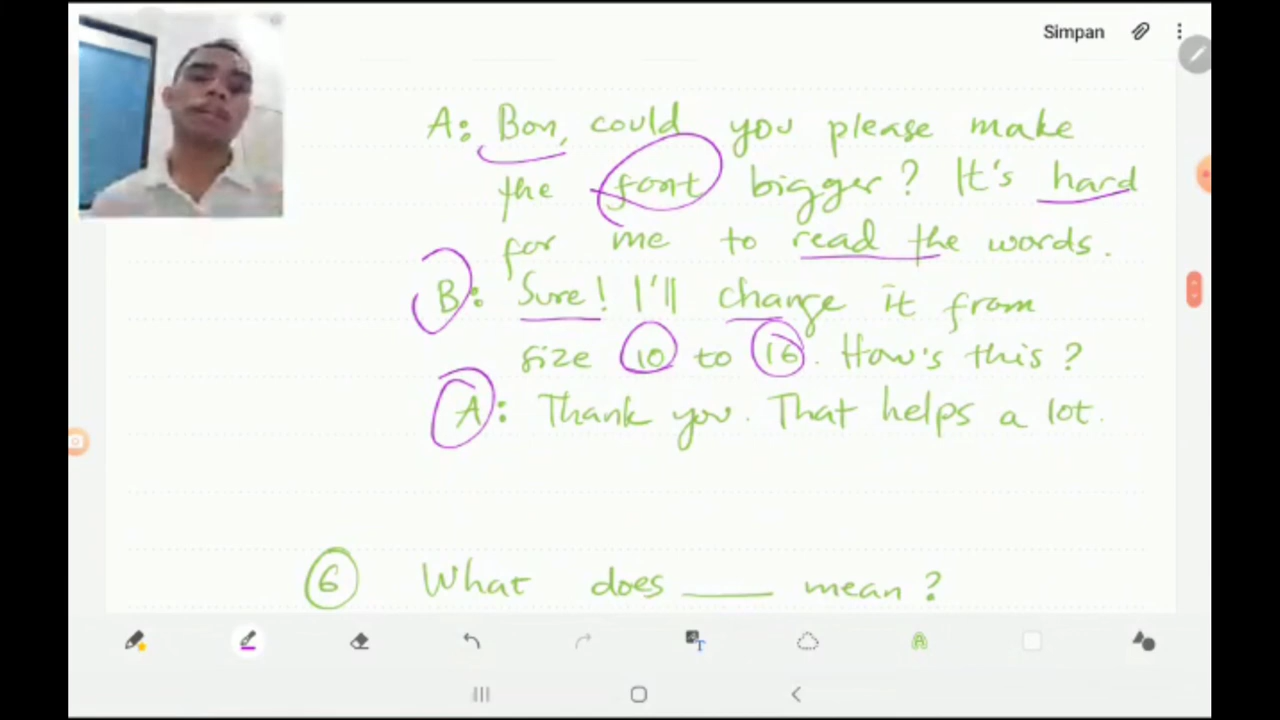 Simpan
A: Bon, could you please make
the font bigger? It's hard
for me to read the words.
B: Sure! I'll change it from
size 10 to 16. How's this?
A: Thank you. That helps a lot.
6 What does ____ mean?